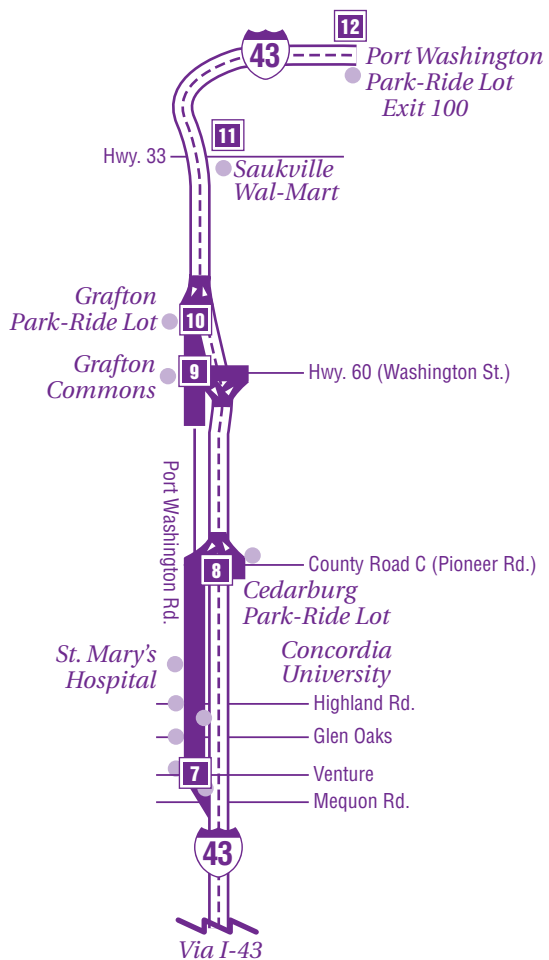 12
43
Port Washington
Park-Ride Lot
Exit 100
11
Hwy. 33
Saukville
Wal-Mart
Grafton
Park-Ride Lot
10
Grafton
Commons
9
Hwy. 60 (Washington St.)
Port Washington Rd.
8
County Road C (Pioneer Rd.)
Cedarburg
Park-Ride Lot
St. Mary's
Hospital
Concordia
University
Highland Rd.
Glen Oaks
7
Venture
Mequon Rd.
43
Via I-43